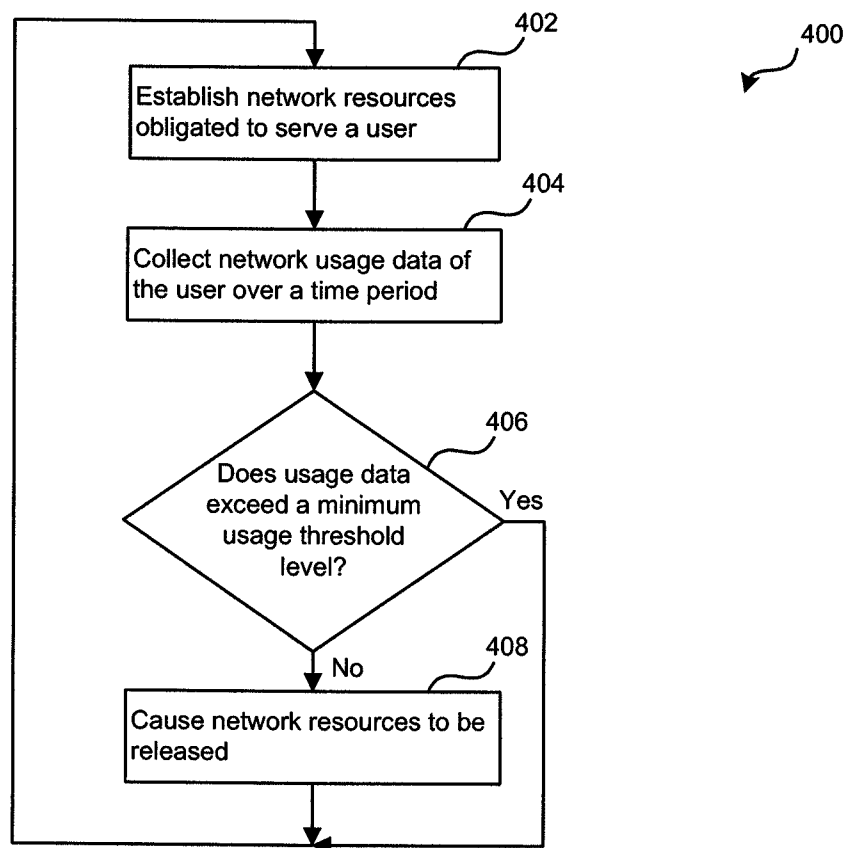 402
400
Establish network resources
obligated to serve a user
404
Collect network usage data of
the user over a time period
406
Does usage data
exceed a minimum
usage threshold
level?
Yes
408
No
Cause network resources to be
released